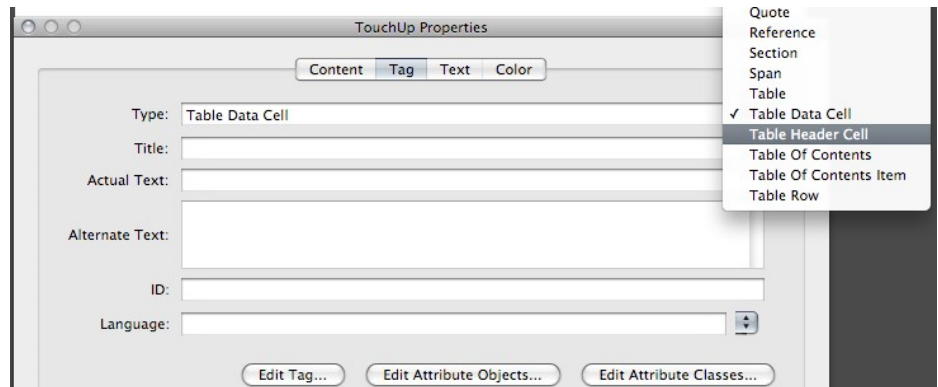 TouchUp Properties
Content Tag Text Color
Type: Table Data Cell
Title:
Actual Text:
Alternate Text:
ID:
Language:
Edit Tag... Edit Attribute Objects... Edit Attribute Classes...
Quote
Reference
Section
Span
Table
✓ Table Data Cell
Table Header Cell
Table Of Contents
Table Of Contents Item
Table Row